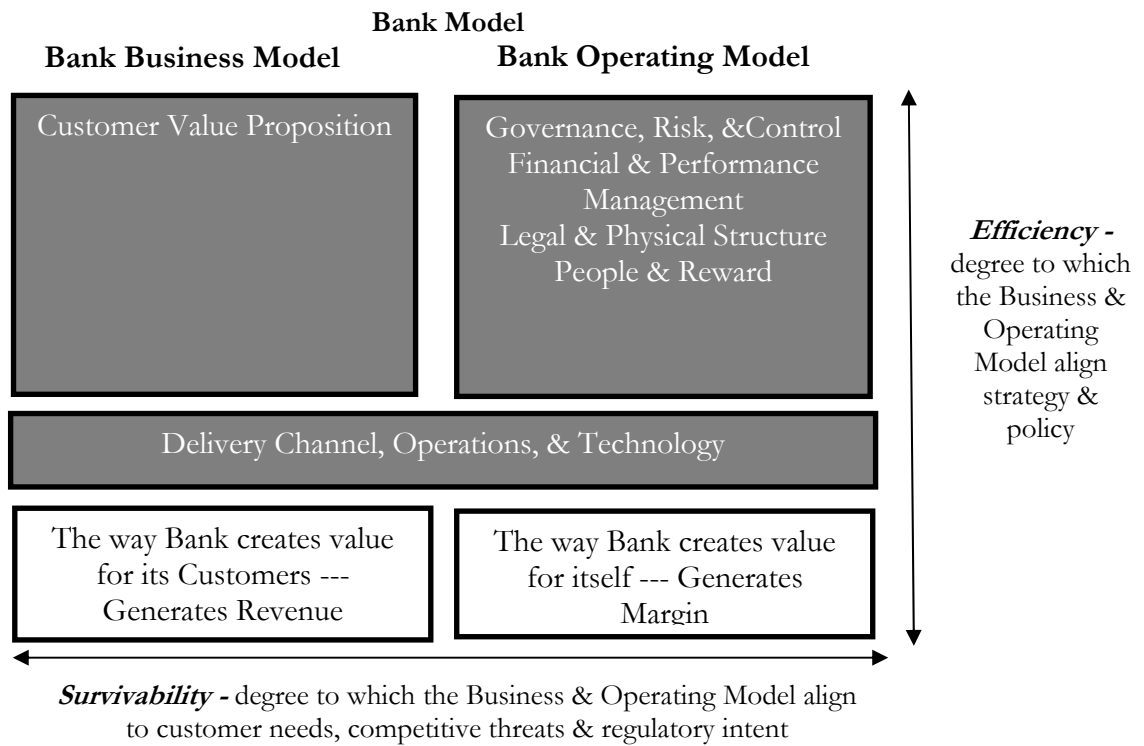 Bank Model
Bank Business Model
Bank Operating Model
Customer Value Proposition
Governance, Risk, &Control
Financial & Performance
Management
Legal & Physical Structure
People & Reward
Efficiency -
degree to which
the Business &
Operating
Model align
strategy &
policy
Delivery Channel, Operations, & Technology
The way Bank creates value
for its Customers ---
Generates Revenue
The way Bank creates value
for itself --- Generates
Margin
Survivability - degree to which the Business & Operating Model align
to customer needs, competitive threats & regulatory intent